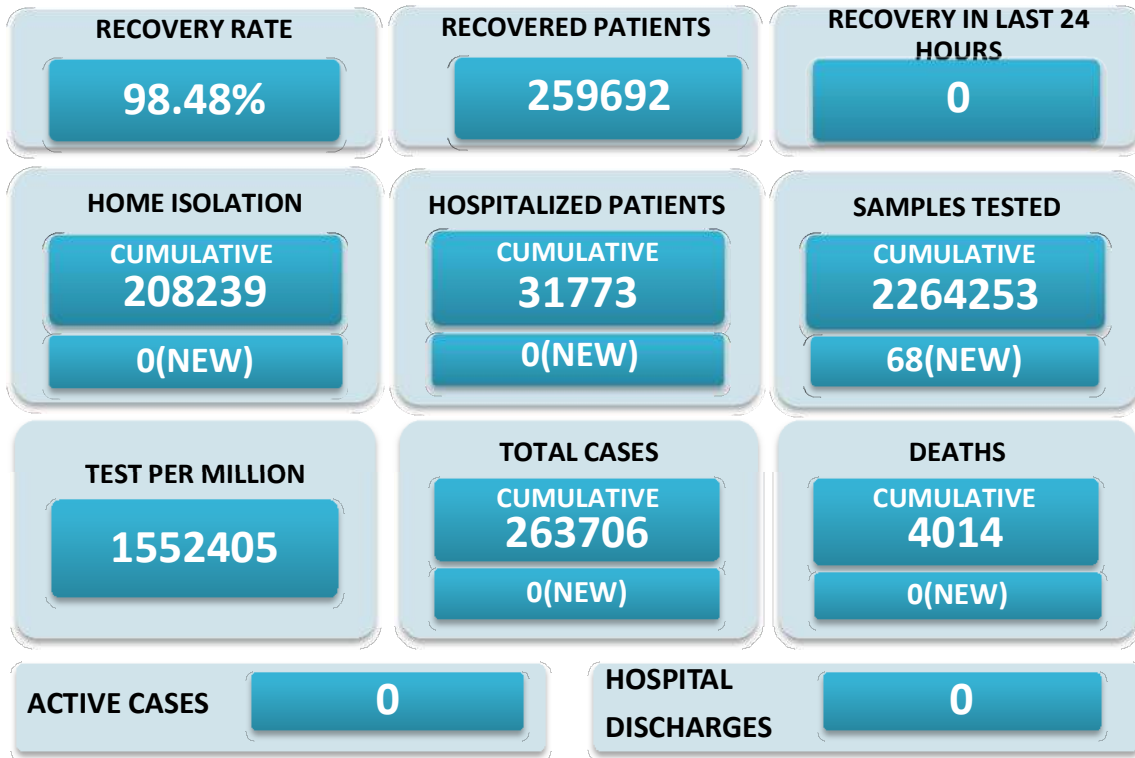 RECOVERY RATE
98.48%
RECOVERED PATIENTS
259692
RECOVERY IN LAST 24
HOURS
0
HOME ISOLATION
CUMULATIVE
208239
0(NEW)
HOSPITALIZED PATIENTS
CUMULATIVE
31773
0(NEW)
SAMPLES TESTED
CUMULATIVE
2264253
68(NEW)
TEST PER MILLION
1552405
TOTAL CASES
CUMULATIVE
263706
0(NEW)
DEATHS
CUMULATIVE
4014
0(NEW)
ACTIVE CASES
0
HOSPITAL
DISCHARGES
0